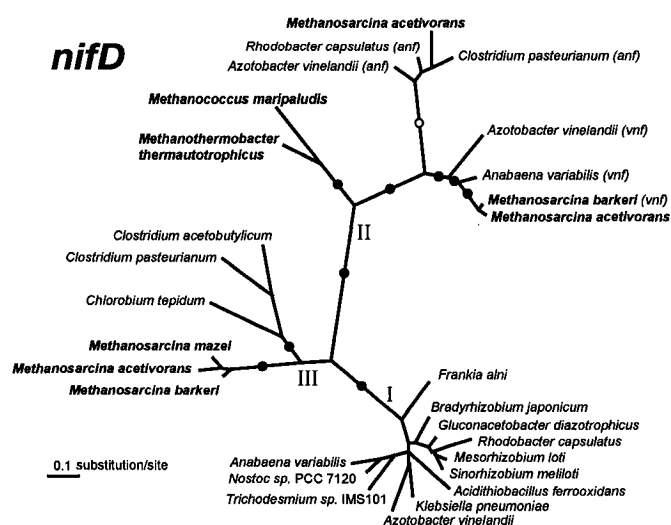 nifD
Methanosarcina acetivorans
Rhodobacter capsulatus (anf)
Clostridium pasteurianum (anf)
Azotobacter vinelandii (anf)
Methanococcus maripaludis
Azotobacter vinelandii (vnf)
Methanothermobacter
thermautotrophicus
Anabaena variabilis (vnf)
Methanosarcina barkeri (vnf)
Methanosarcina acetivorans
II
Clostridium acetobutylicum
Clostridium pasteurianum
Chlorobium tepidum
Methanosarcina mazei
Methanosarcina acetivorans
Methanosarcina barkeri
III
I
Frankia alni
Bradyrhizobium japonicum
Gluconacetobacter diazotrophicus
Rhodobacter capsulatus
Mesorhizobium loti
Sinorhizobium meliloti
Acidithiobacillus ferrooxidans
Klebsiella pneumoniae
Azotobacter vinelandii
Anabaena variabilis
Nostoc sp. PCC 7120
Trichodesmium sp. IMS101
0.1 substitution/site